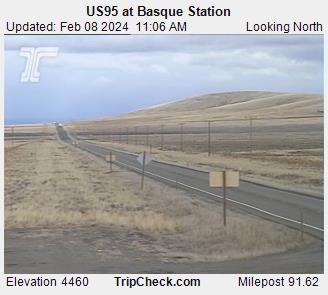 US95 at Basque Station
Updated: Feb 08 2024 11:06 AM Looking North
Elevation 4460 TripCheck.com Milepost 91.62